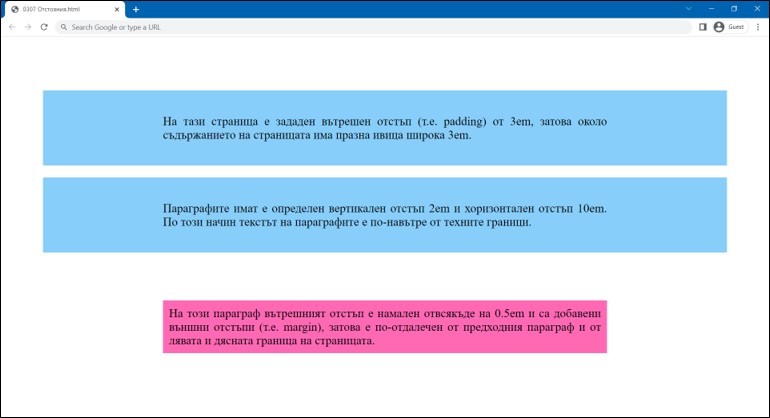 0307 Отстояния.html
Search Google or type a URL
Guest
На тази страница е зададен вътрешен отстъп (т.е. padding) от 3em, затова около
съдържанието на страницата има празна ивица широка 3em.
Параграфите имат е определен вертикален отстъп 2em и хоризонтален отстъп 10em.
По този начин текстът на параграфите е по-навътре от техните граници.
На този параграф вътрешният отстъп е намален отвсякъде на 0.5em и са добавени
външни отстъпи (т.е. margin), затова е по-отдалечен от предходния параграф и от
лявата и дясната граница на страницата.